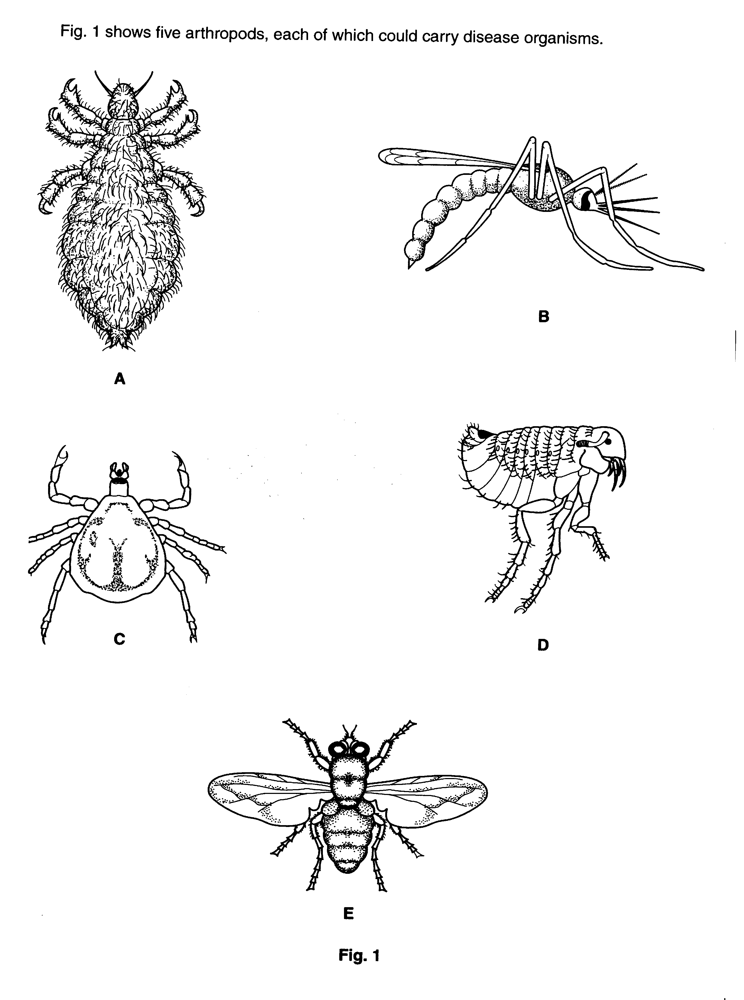 Fig. 1 shows five arthropods, each of which could carry disease organisms.
A
B
C
D
E
Fig. 1